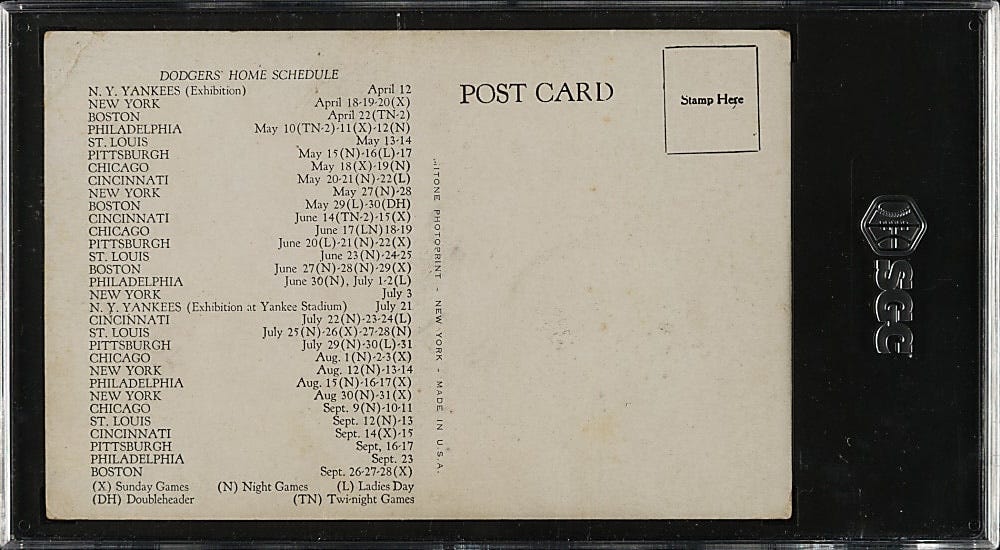 DODGERS' HOME SCHEDULE
N. Y. YANKEES (Exhibition) April 12
NEW YORK April 18-19-20(X)
BOSTON April 22(TN-2)
PHILADELPHIA May 10(TN-2)-11(X)-12(N)
ST. LOUIS May 13-14
PITTSBURGH May 15(N)-16(L)-17
CHICAGO May 18(X)-19(N)
CINCINNATI May 20-21(N)-22(L)
NEW YORK May 27(N)-28
BOSTON May 29(L)-30(DH)
CINCINNATI June 14(TN-2)-15(X)
CHICAGO June 17(LN)18-19
PITTSBURGH June 20(L)-21(N)-22(X)
ST. LOUIS June 23(N)-24-25
BOSTON June 27(N)-28(N)-29(X)
PHILADELPHIA June 30(N), July 1-2(L)
NEW YORK July 3
N. Y. YANKEES (Exhibition at Yankee Stadium) July 21
CINCINNATI July 22(N)-23-24(L)
ST. LOUIS July 25(N)-26(X)-27-28(N)
PITTSBURGH July 29(N)-30(L)-31
CHICAGO Aug. 1(N)-2-3(X)
NEW YORK Aug. 12(N)-13-14
PHILADELPHIA Aug. 15(N)-16-17(X)
NEW YORK Aug 30(N)-31(X)
CHICAGO Sept. 9(N)-10-11
ST. LOUIS Sept. 12(N)-13
CINCINNATI Sept. 14(X)-15
PITTSBURGH Sept, 16-17
PHILADELPHIA Sept. 23
BOSTON Sept. 26-27-28(X)
(X) Sunday Games (N) Night Games (L) Ladies Day
(DH) Doubleheader (TN) Twi-night Games
PHOTOPRINT - NEW YORK - MADE IN U.S.A.
POST CARD
Stamp Here
SGC